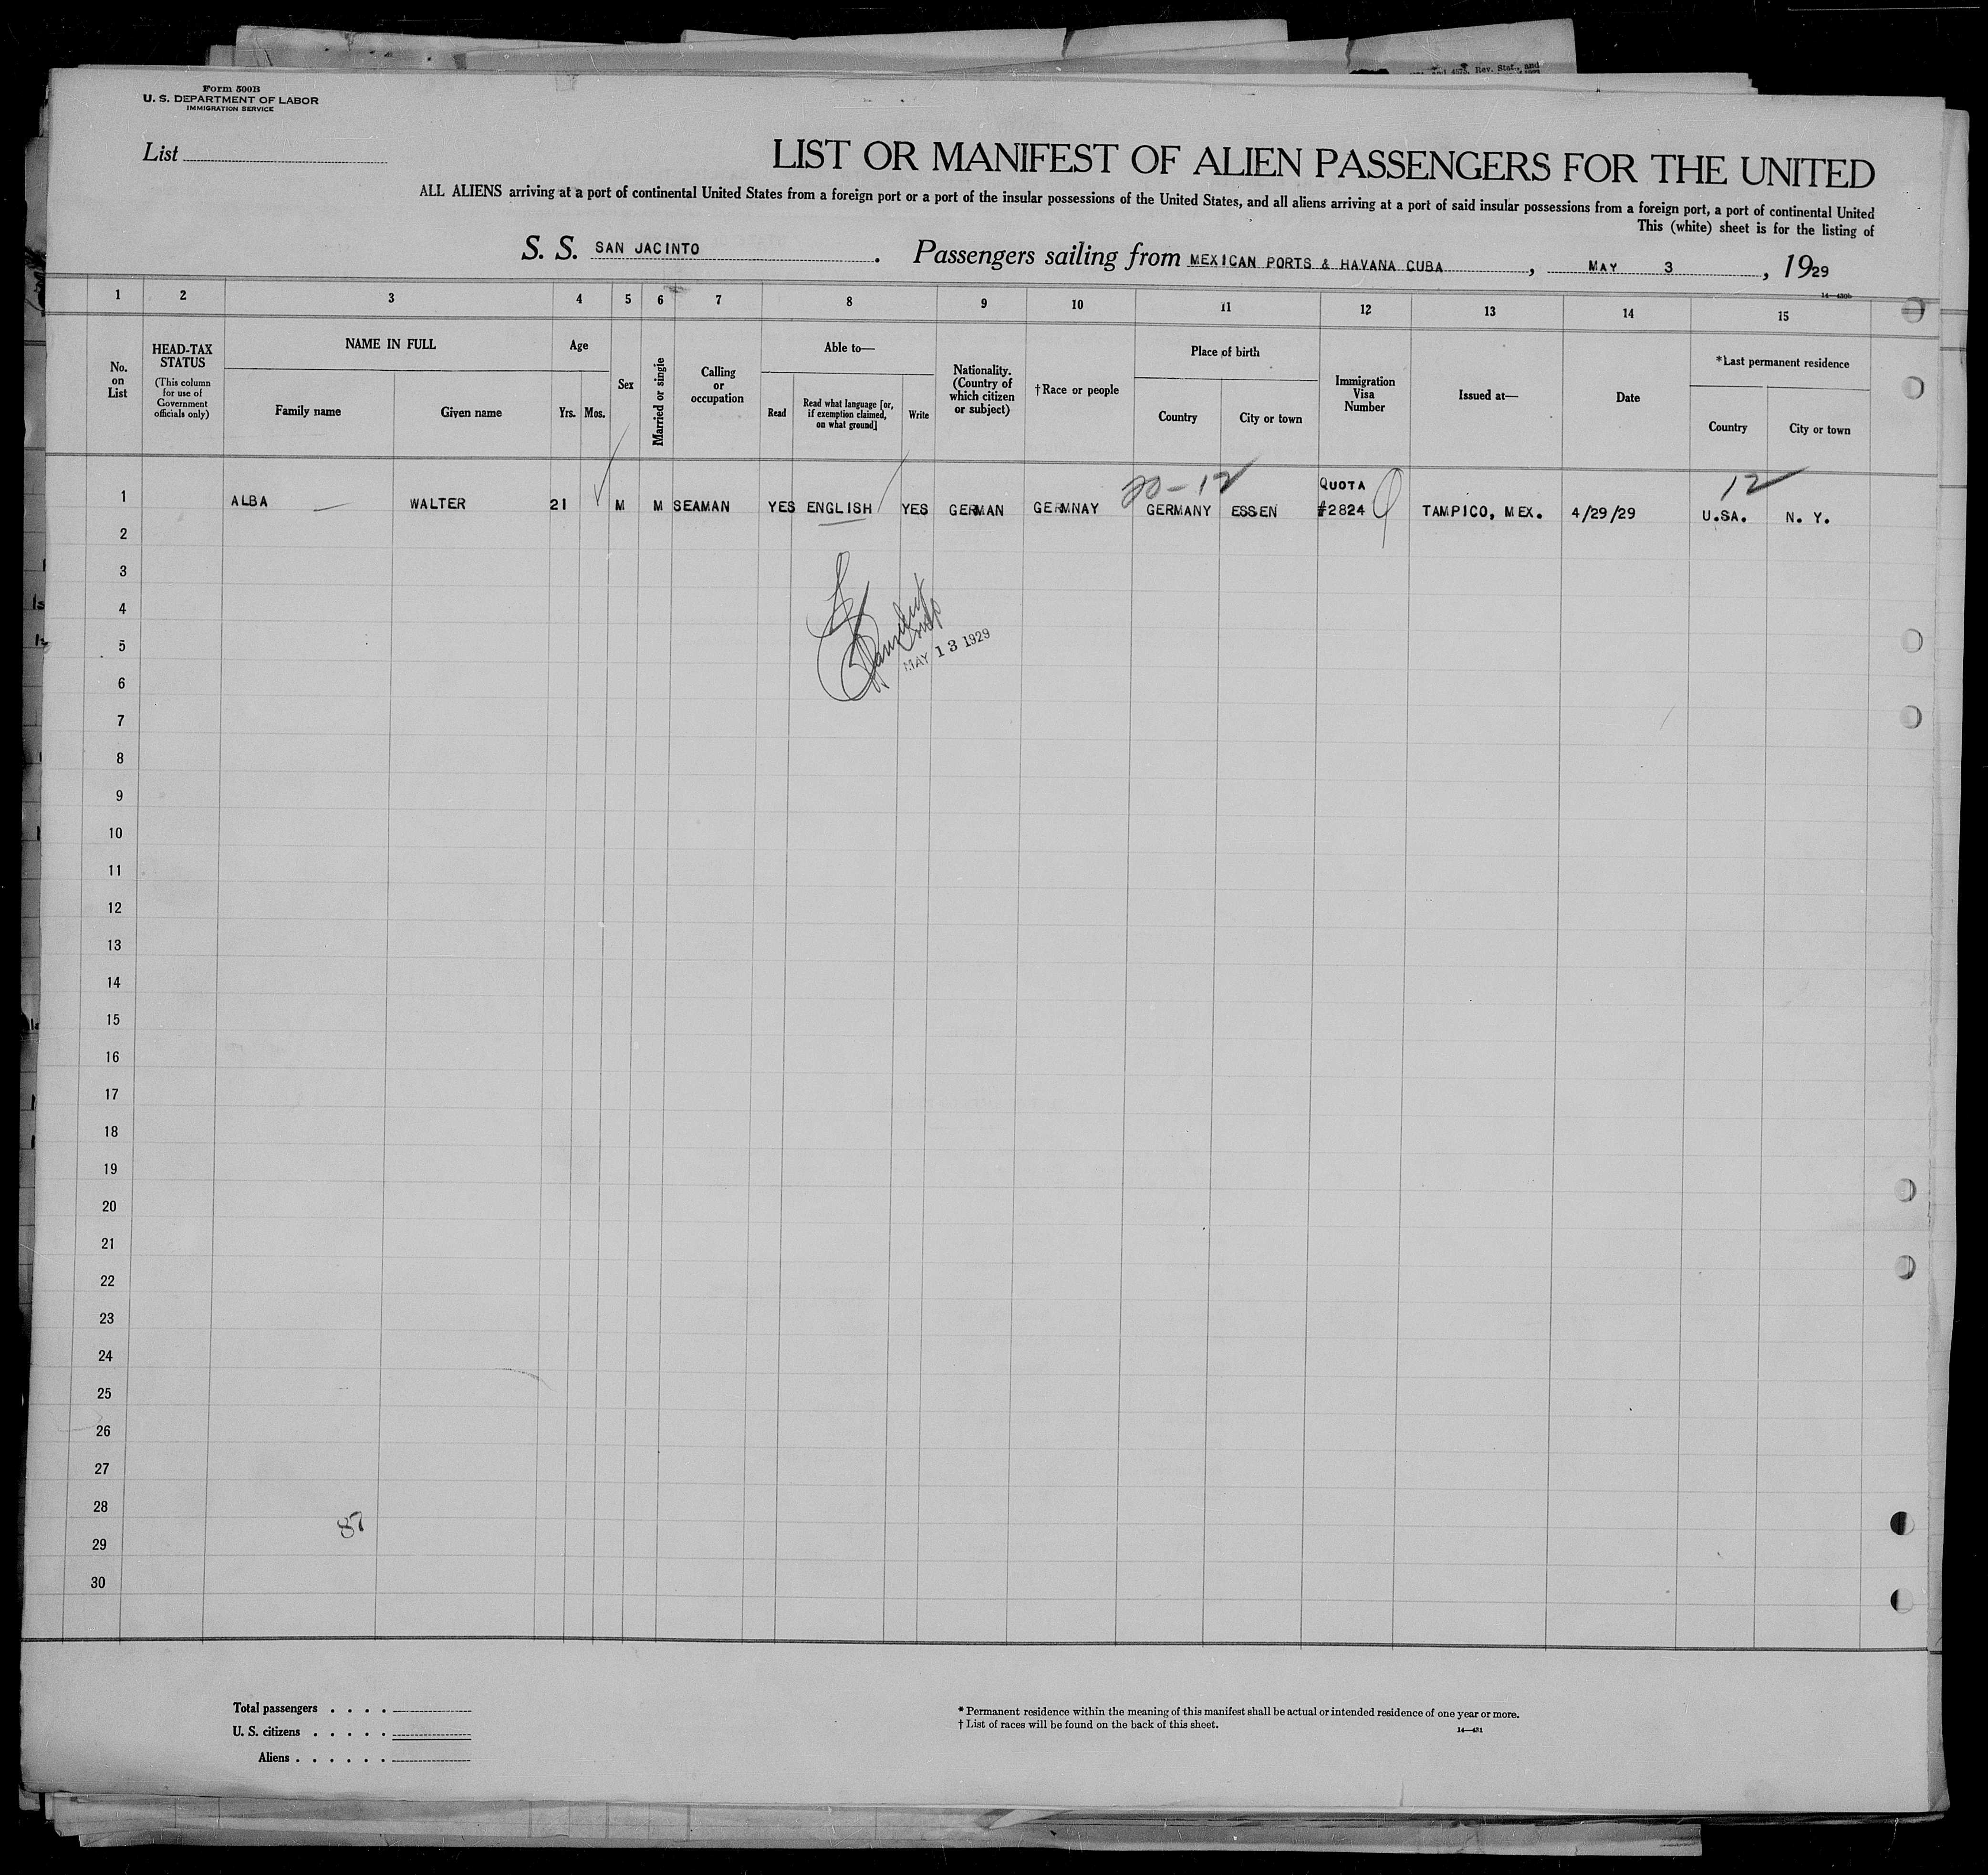 and 4575, Rev. Stat., and
Form 500B
U. S. DEPARTMENT OF LABOR
IMMIGRATION SERVICE
List
LIST OR MANIFEST OF ALIEN PASSENGERS FOR THE UNITED
ALL ALIENS arriving at a port of continental United States from a foreign port or a port of the insular possessions of the United States, and all aliens arriving at a port of said insular possessions from a foreign port, a port of continental United
This (white) sheet is for the listing of
S. S. SAN JACINTO . Passengers sailing from MEXICAN PORTS & HAVANA CUBA , MAY 3 , 1929
14—430b
1 2 3 4 5 6 7 8 9 10 11 12 13 14 15
No. on List
HEAD-TAX STATUS
(This column for use of Government officials only)
NAME IN FULL
Family name Given name
Age
Yrs. Mos.
Sex
Married or single
Calling or occupation
Able to—
Read
Read what language [or, if exemption claimed, on what ground]
Write
Nationality. (Country of which citizen or subject)
†Race or people
Place of birth
Country City or town
Immigration Visa Number
Issued at—
Date
*Last permanent residence
Country City or town
20-12 QUOTA 12
1 ALBA WALTER 21 M M SEAMAN YES ENGLISH YES GERMAN GERMNAY GERMANY ESSEN #2824 TAMPICO, MEX. 4/29/29 U.SA. N. Y.
2
3
4
5
MAY 13 1929
6
7
8
9
10
11
12
13
14
15
16
17
18
19
20
21
22
23
24
25
26
27
28
87
29
30
Total passengers . . . .
U. S. citizens . . . . .
Aliens . . . . . .
* Permanent residence within the meaning of this manifest shall be actual or intended residence of one year or more.
† List of races will be found on the back of this sheet.
14—431